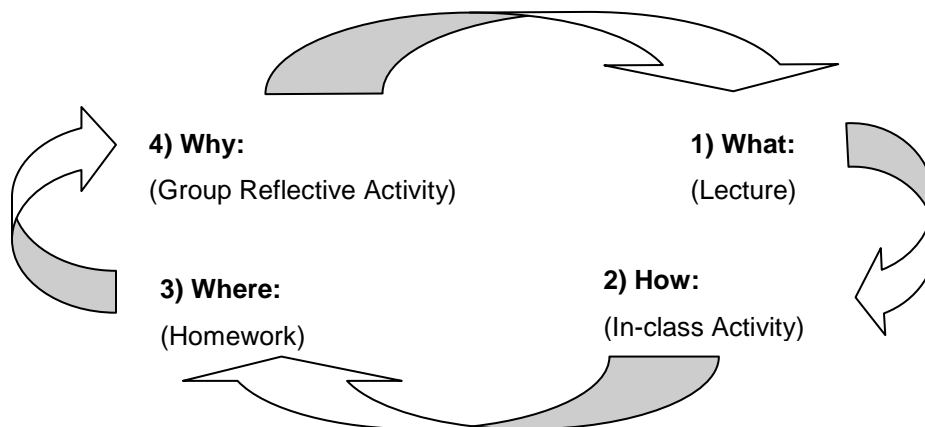 4) Why:
(Group Reflective Activity)
1) What:
(Lecture)
3) Where:
(Homework)
2) How:
(In-class Activity)